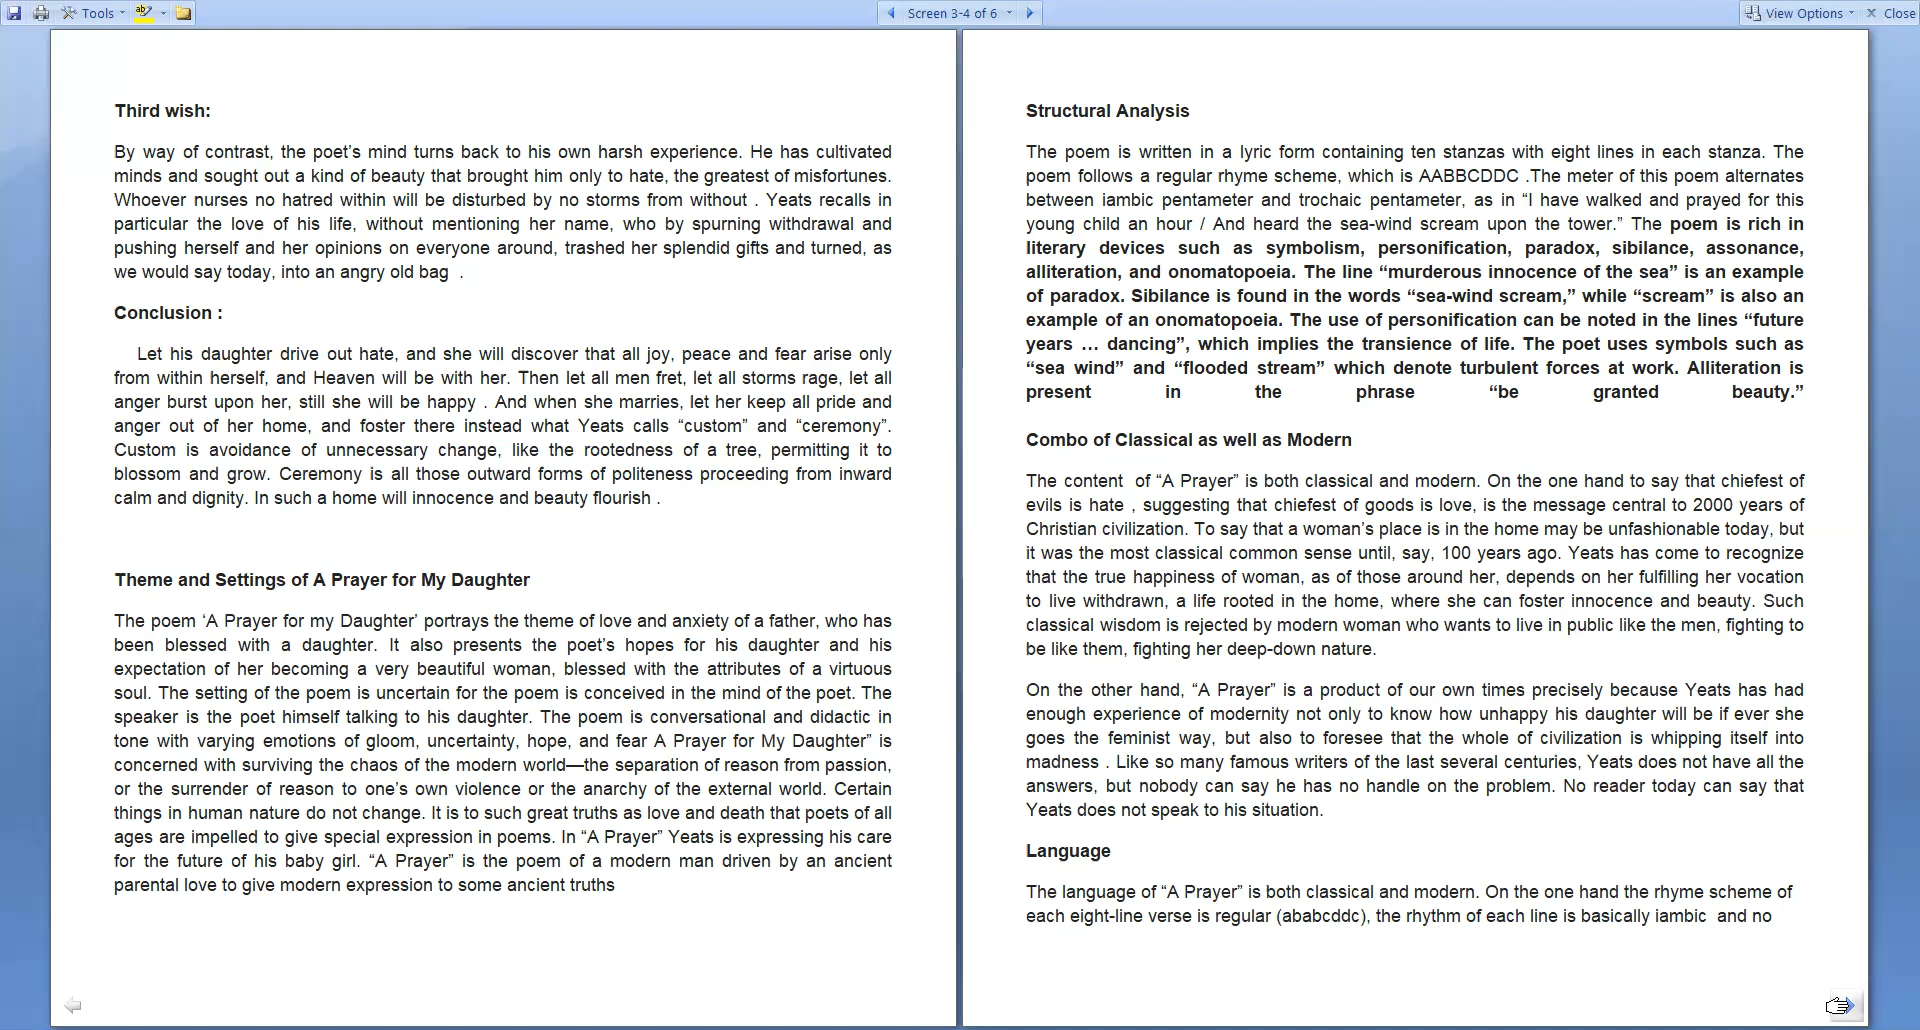 Tools
Screen 3-4 of 6
View Options
Close
Third wish:
By way of contrast, the poet’s mind turns back to his own harsh experience. He has cultivated
minds and sought out a kind of beauty that brought him only to hate, the greatest of misfortunes.
Whoever nurses no hatred within will be disturbed by no storms from without . Yeats recalls in
particular the love of his life, without mentioning her name, who by spurning withdrawal and
pushing herself and her opinions on everyone around, trashed her splendid gifts and turned, as
we would say today, into an angry old bag .
Conclusion :
Let his daughter drive out hate, and she will discover that all joy, peace and fear arise only
from within herself, and Heaven will be with her. Then let all men fret, let all storms rage, let all
anger burst upon her, still she will be happy . And when she marries, let her keep all pride and
anger out of her home, and foster there instead what Yeats calls “custom” and “ceremony”.
Custom is avoidance of unnecessary change, like the rootedness of a tree, permitting it to
blossom and grow. Ceremony is all those outward forms of politeness proceeding from inward
calm and dignity. In such a home will innocence and beauty flourish .
Theme and Settings of A Prayer for My Daughter
The poem ‘A Prayer for my Daughter’ portrays the theme of love and anxiety of a father, who has
been blessed with a daughter. It also presents the poet’s hopes for his daughter and his
expectation of her becoming a very beautiful woman, blessed with the attributes of a virtuous
soul. The setting of the poem is uncertain for the poem is conceived in the mind of the poet. The
speaker is the poet himself talking to his daughter. The poem is conversational and didactic in
tone with varying emotions of gloom, uncertainty, hope, and fear A Prayer for My Daughter” is
concerned with surviving the chaos of the modern world—the separation of reason from passion,
or the surrender of reason to one’s own violence or the anarchy of the external world. Certain
things in human nature do not change. It is to such great truths as love and death that poets of all
ages are impelled to give special expression in poems. In “A Prayer” Yeats is expressing his care
for the future of his baby girl. “A Prayer” is the poem of a modern man driven by an ancient
parental love to give modern expression to some ancient truths
Structural Analysis
The poem is written in a lyric form containing ten stanzas with eight lines in each stanza. The
poem follows a regular rhyme scheme, which is AABBCDDC .The meter of this poem alternates
between iambic pentameter and trochaic pentameter, as in “I have walked and prayed for this
young child an hour / And heard the sea-wind scream upon the tower.” The poem is rich in
literary devices such as symbolism, personification, paradox, sibilance, assonance,
alliteration, and onomatopoeia. The line “murderous innocence of the sea” is an example
of paradox. Sibilance is found in the words “sea-wind scream,” while “scream” is also an
example of an onomatopoeia. The use of personification can be noted in the lines “future
years … dancing”, which implies the transience of life. The poet uses symbols such as
“sea wind” and “flooded stream” which denote turbulent forces at work. Alliteration is
present in the phrase “be granted beauty.”
Combo of Classical as well as Modern
The content of “A Prayer” is both classical and modern. On the one hand to say that chiefest of
evils is hate , suggesting that chiefest of goods is love, is the message central to 2000 years of
Christian civilization. To say that a woman’s place is in the home may be unfashionable today, but
it was the most classical common sense until, say, 100 years ago. Yeats has come to recognize
that the true happiness of woman, as of those around her, depends on her fulfilling her vocation
to live withdrawn, a life rooted in the home, where she can foster innocence and beauty. Such
classical wisdom is rejected by modern woman who wants to live in public like the men, fighting to
be like them, fighting her deep-down nature.
On the other hand, “A Prayer” is a product of our own times precisely because Yeats has had
enough experience of modernity not only to know how unhappy his daughter will be if ever she
goes the feminist way, but also to foresee that the whole of civilization is whipping itself into
madness . Like so many famous writers of the last several centuries, Yeats does not have all the
answers, but nobody can say he has no handle on the problem. No reader today can say that
Yeats does not speak to his situation.
Language
The language of “A Prayer” is both classical and modern. On the one hand the rhyme scheme of
each eight-line verse is regular (ababcddc), the rhythm of each line is basically iambic and no